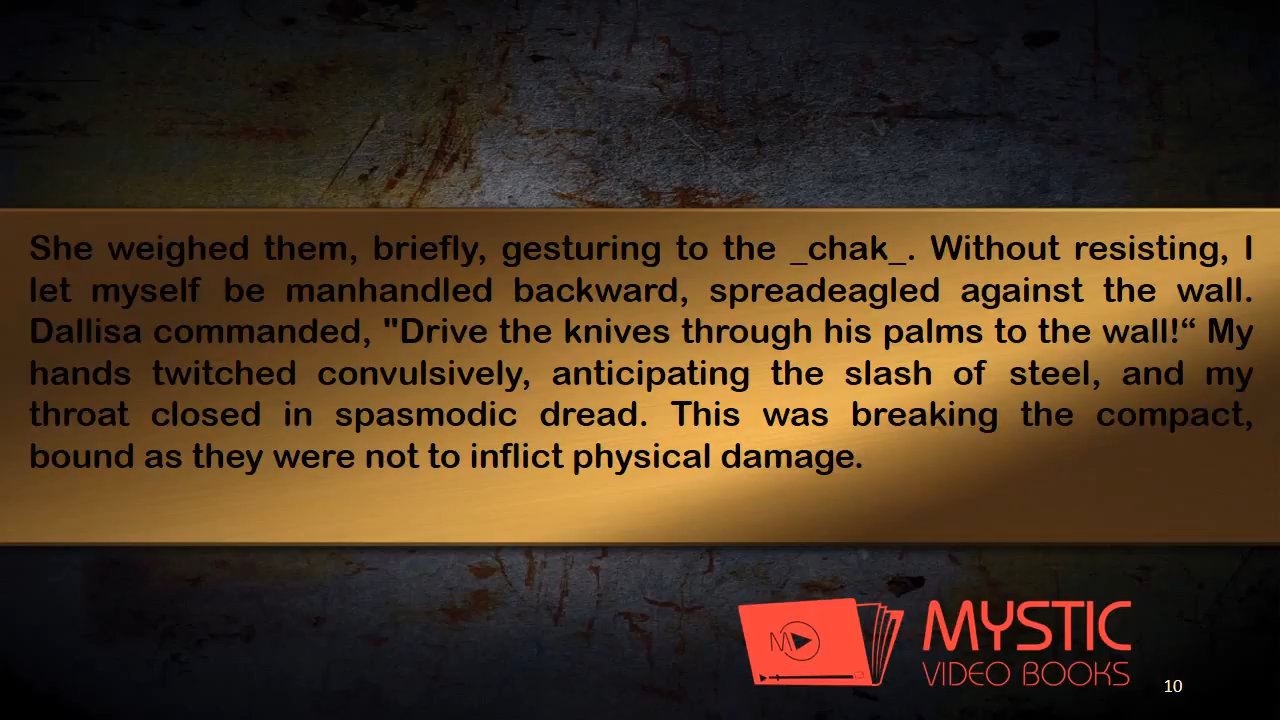 She weighed them, briefly, gesturing to the _chak_. Without resisting, I
let myself be manhandled backward, spreadeagled against the wall.
Dallisa commanded, "Drive the knives through his palms to the wall!“ My
hands twitched convulsively, anticipating the slash of steel, and my
throat closed in spasmodic dread. This was breaking the compact,
bound as they were not to inflict physical damage.
M
MYSTIC
VIDEO BOOKS
10